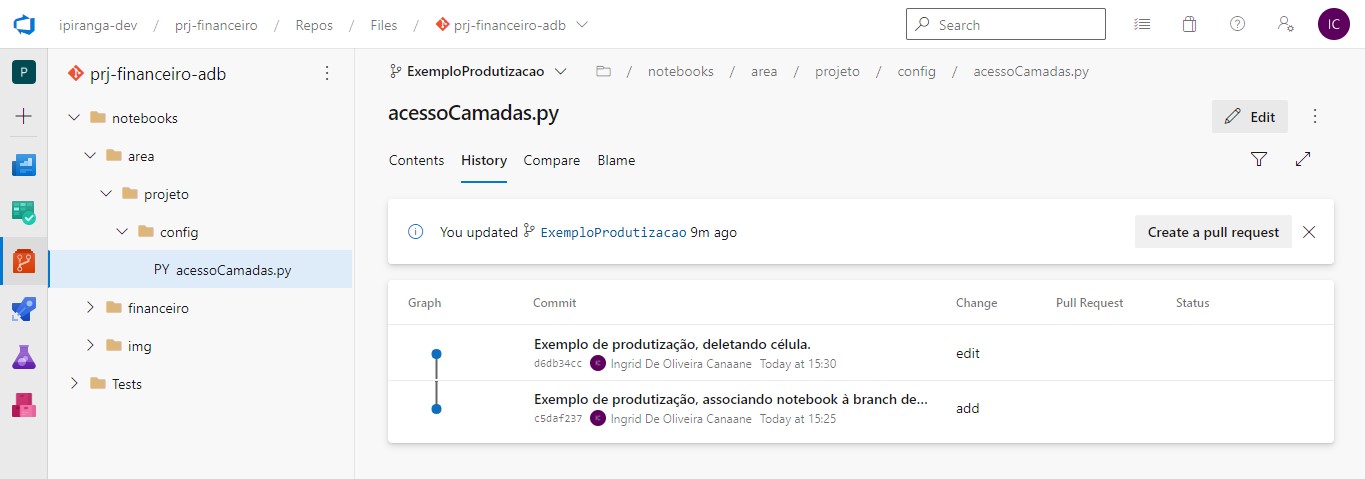 ipiranga-dev / prj-financeiro / Repos / Files / prj-financeiro-adb
Search
IC
P
prj-financeiro-adb
notebooks
area
projeto
config
PY acessoCamadas.py
financeiro
img
Tests
ExemploProdutizacao / notebooks / area / projeto / config / acessoCamadas.py
acessoCamadas.py
Edit
Contents History Compare Blame
You updated ExemploProdutizacao 9m ago
Create a pull request
Graph Commit Change Pull Request Status
Exemplo de produtização, deletando célula.
d6db34cc Ingrid De Oliveira Canaane Today at 15:30
edit
Exemplo de produtização, associando notebook à branch de...
c5daf237 Ingrid De Oliveira Canaane Today at 15:25
add